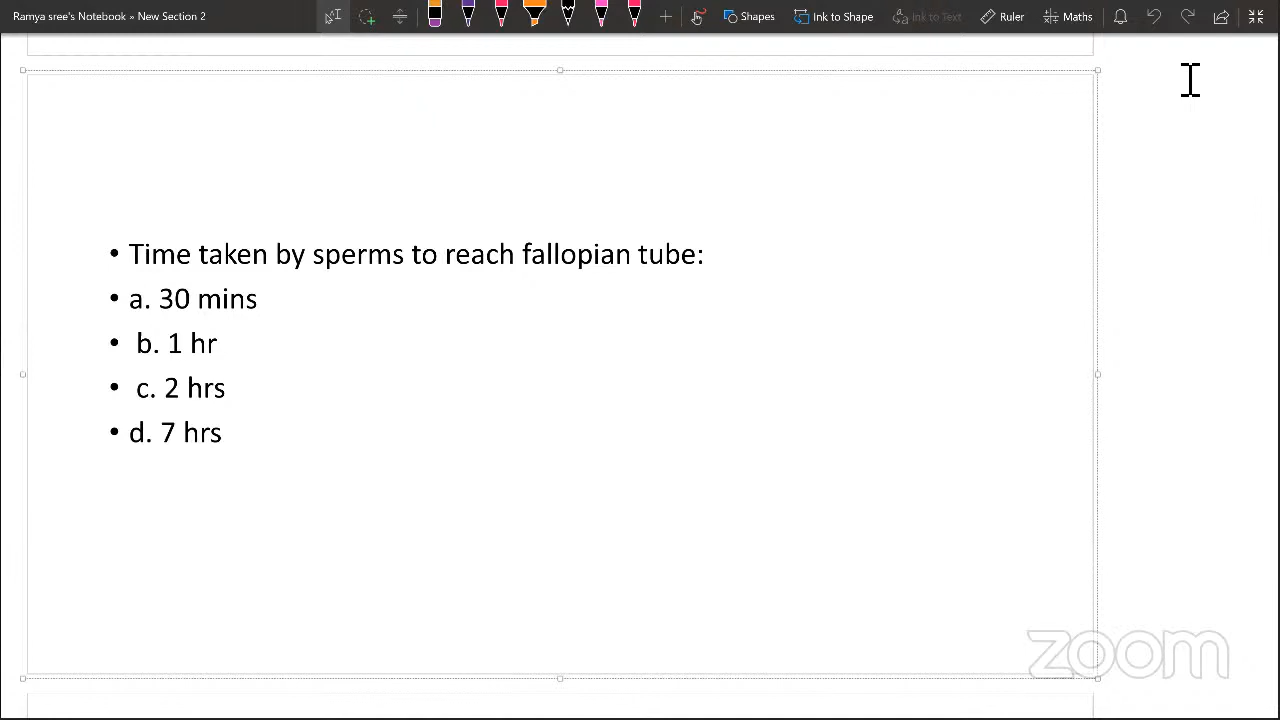 Ramya sree's Notebook » New Section 2
Shapes
Ink to Shape
Ink to Text
Ruler
Maths
• Time taken by sperms to reach fallopian tube:
• a. 30 mins
• b. 1 hr
• c. 2 hrs
• d. 7 hrs
zoom